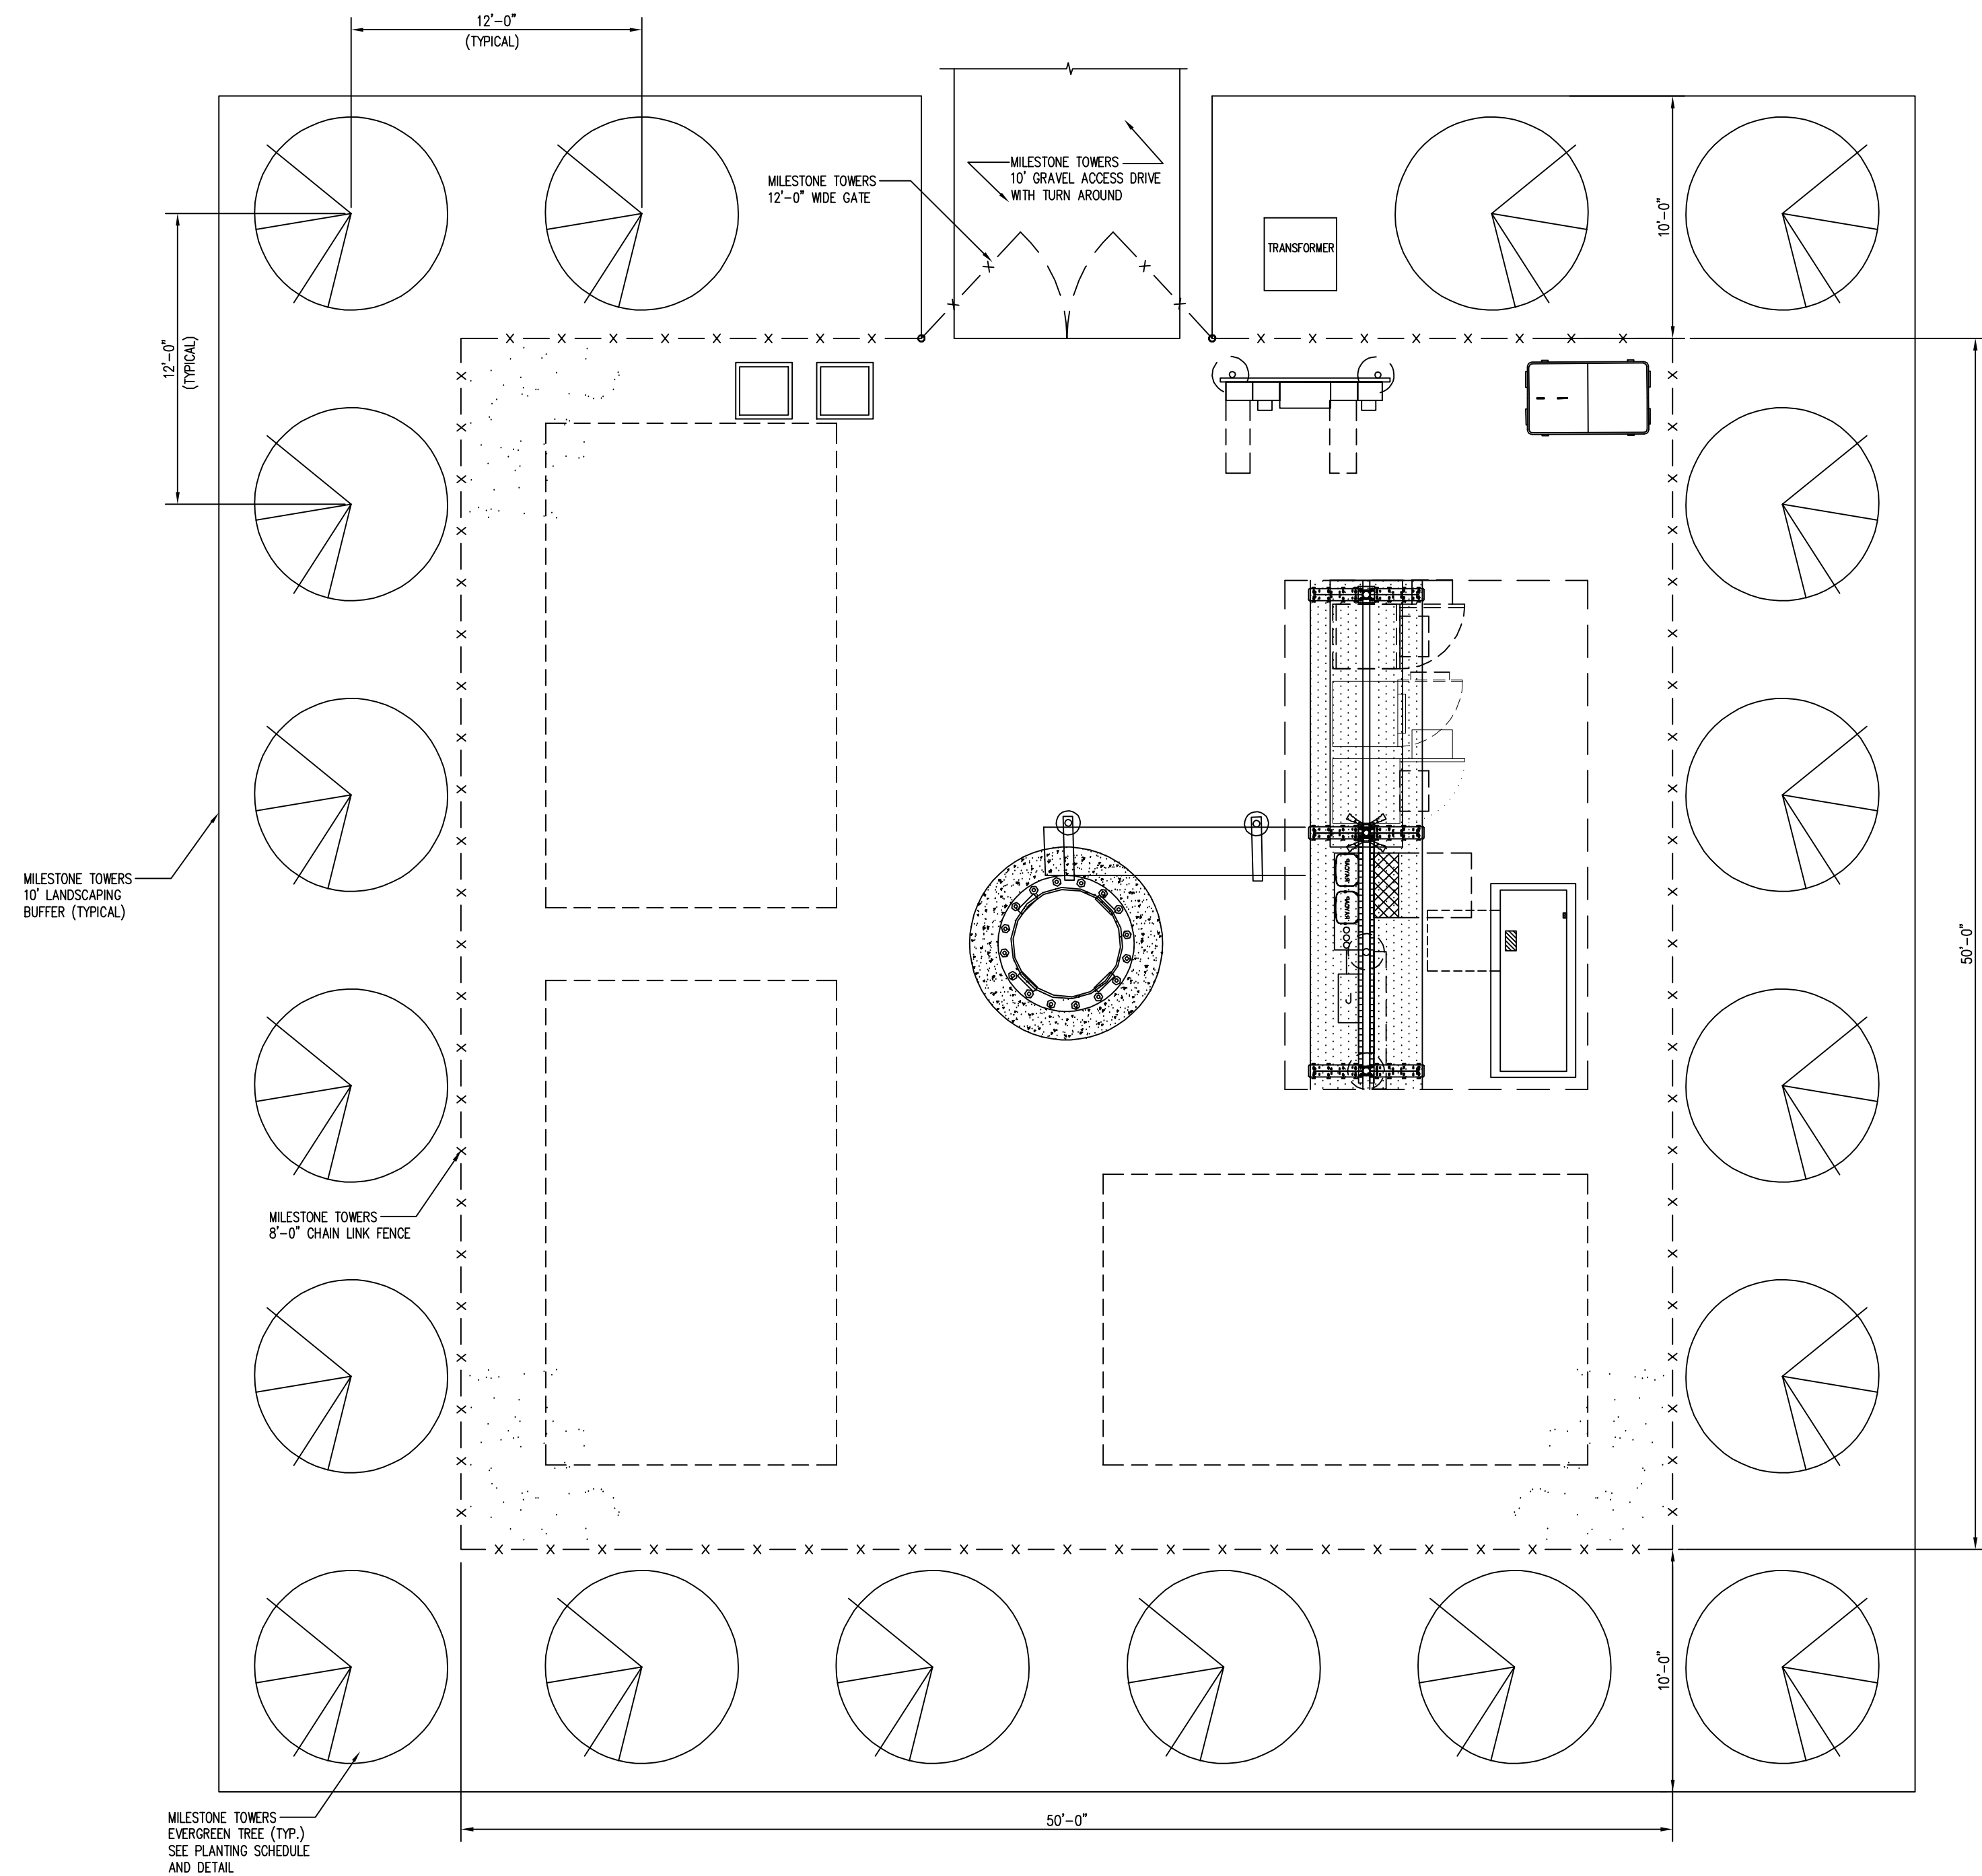 12'-0"
(TYPICAL)
MILESTONE TOWERS
12'-0" WIDE GATE
MILESTONE TOWERS
10' GRAVEL ACCESS DRIVE
WITH TURN AROUND
TRANSFORMER
10'-0"
12'-0"
(TYPICAL)
MILESTONE TOWERS
10' LANDSCAPING
BUFFER (TYPICAL)
50'-0"
MILESTONE TOWERS
8'-0" CHAIN LINK FENCE
10'-0"
MILESTONE TOWERS
EVERGREEN TREE (TYP.)
SEE PLANTING SCHEDULE
AND DETAIL
50'-0"